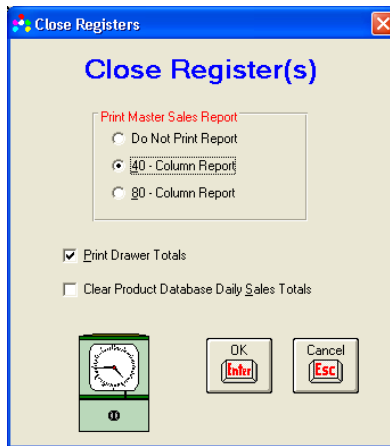 Close Registers
Close Register(s)
Print Master Sales Report
Do Not Print Report
40 - Column Report
80 - Column Report
Print Drawer Totals
Clear Product Database Daily Sales Totals
OK
Enter
Cancel
Esc